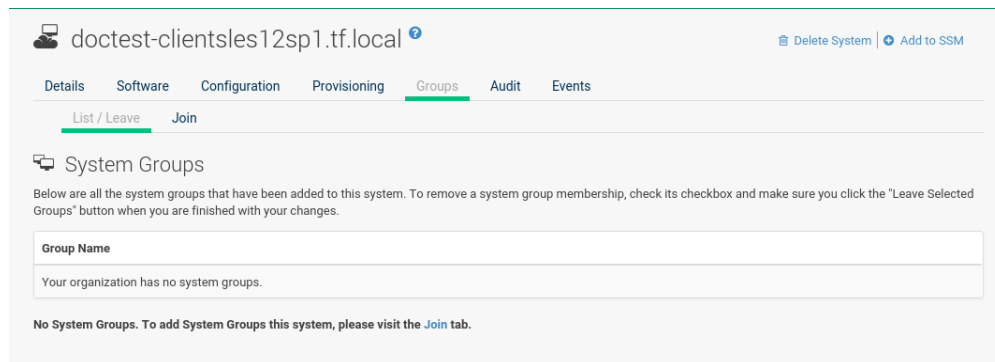 doctest-clientsles12sp1.tf.local ?
Delete System | Add to SSM
Details Software Configuration Provisioning Groups Audit Events
List / Leave Join
System Groups
Below are all the system groups that have been added to this system. To remove a system group membership, check its checkbox and make sure you click the "Leave Selected
Groups" button when you are finished with your changes.
Group Name
Your organization has no system groups.
No System Groups. To add System Groups this system, please visit the Join tab.